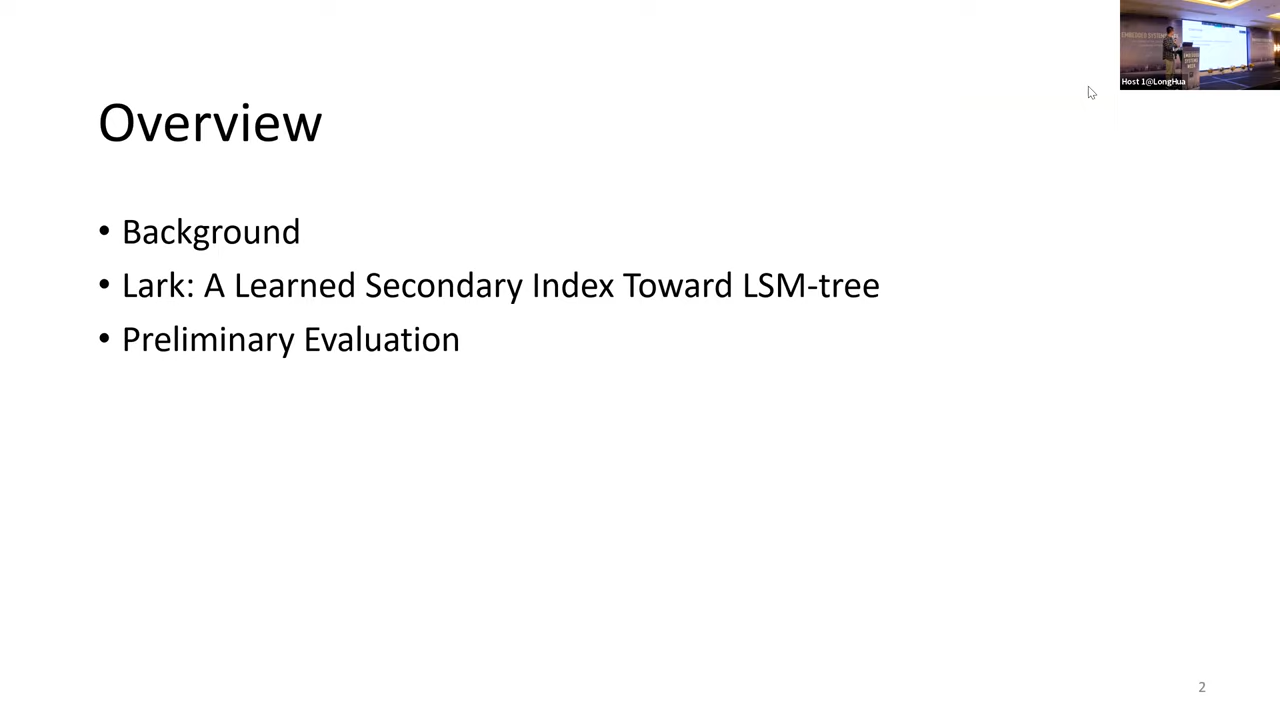 Host 1@LongHua
Overview
• Background
• Lark: A Learned Secondary Index Toward LSM-tree
• Preliminary Evaluation
2